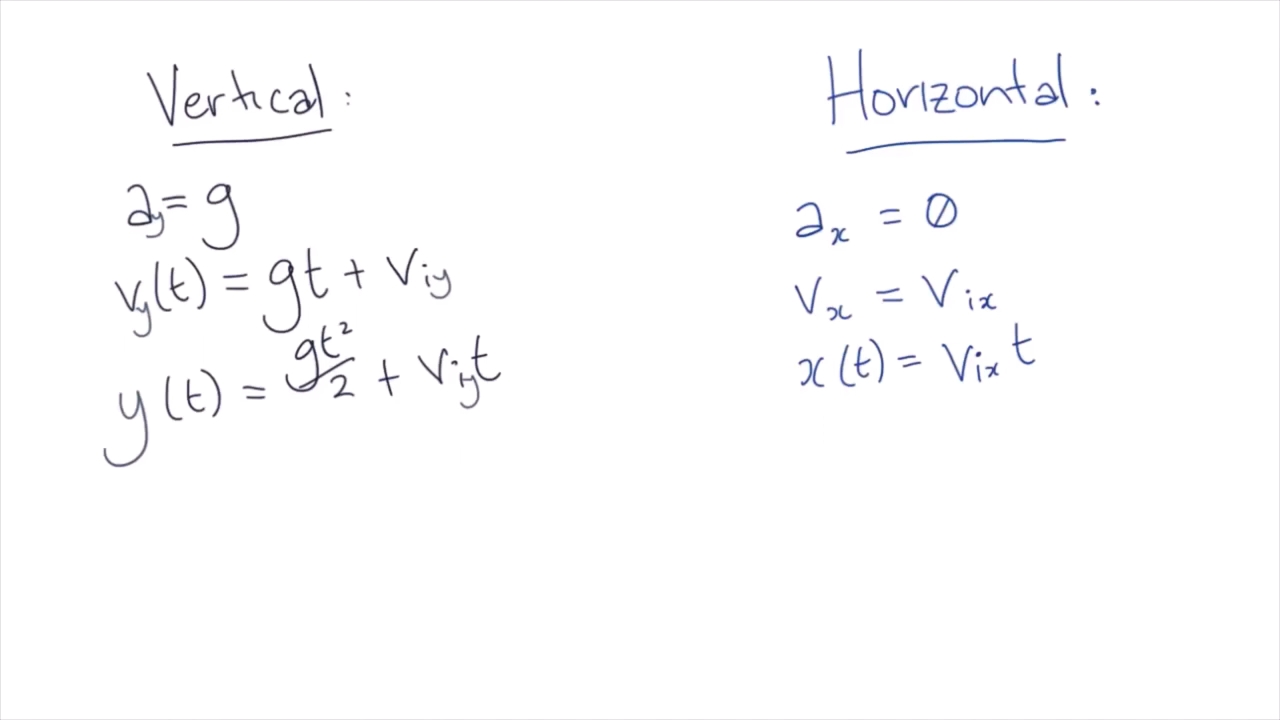 Vertical:
a_y = g
v_y(t) = gt + v_iy
y(t) = gt²/2 + v_iy t
Horizontal:
a_x = 0
v_x = v_ix
x(t) = v_ix t